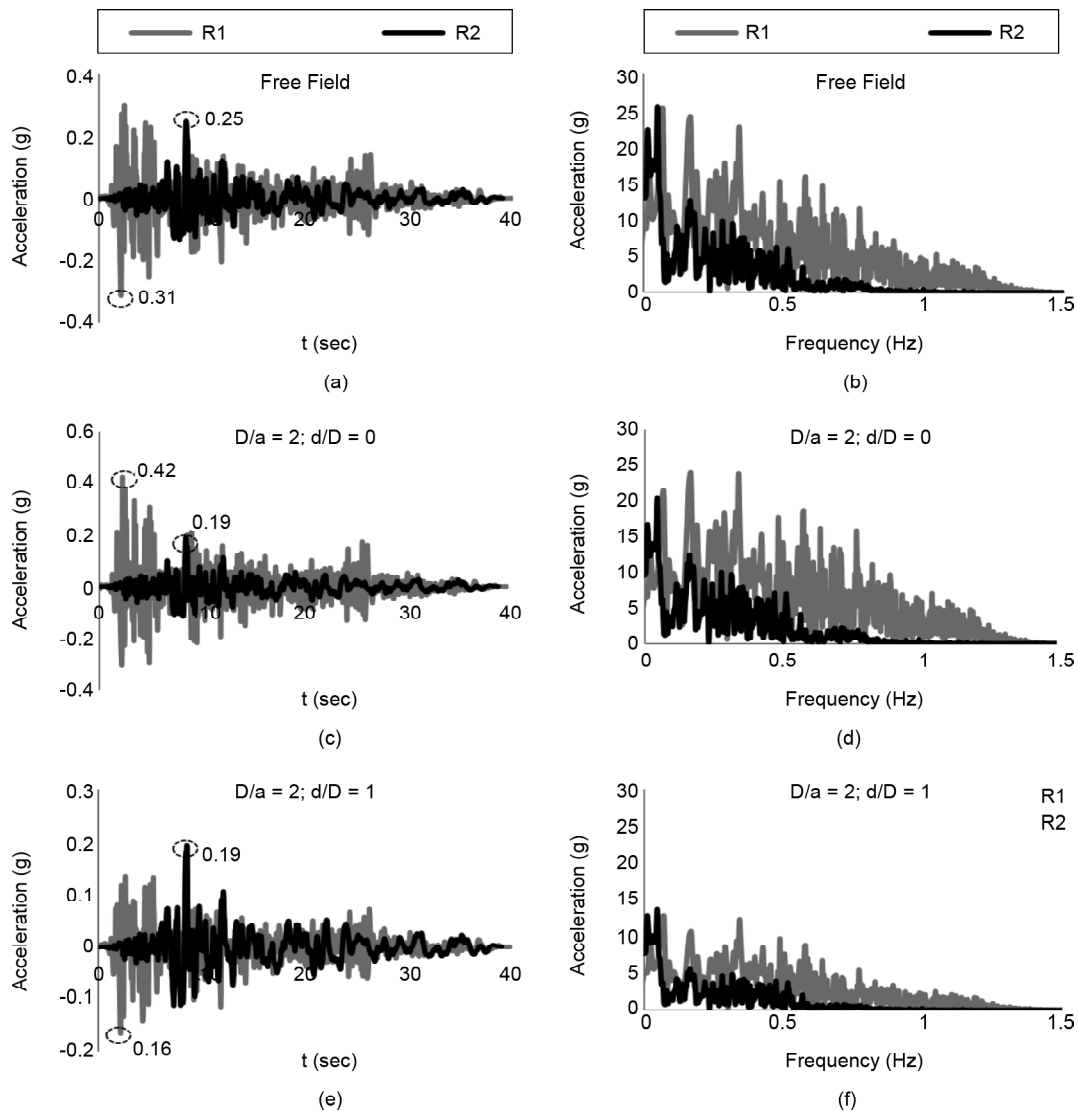 R1 R2
R1 R2
Free Field
Acceleration (g)
0.4
0.2
0
-0.2
-0.4
0.25
0.31
0 10 20 30 40
t (sec)
(a)
Free Field
Acceleration (g)
30
25
20
15
10
5
0
0 0.5 1 1.5
Frequency (Hz)
(b)
D/a = 2; d/D = 0
Acceleration (g)
0.6
0.4
0.2
0
-0.2
-0.4
0.42
0.19
0 10 20 30 40
t (sec)
(c)
D/a = 2; d/D = 0
Acceleration (g)
30
25
20
15
10
5
0
0 0.5 1 1.5
Frequency (Hz)
(d)
D/a = 2; d/D = 1
Acceleration (g)
0.3
0.2
0.1
0
-0.1
-0.2
0.19
0.16
0 10 20 30 40
t (sec)
(e)
D/a = 2; d/D = 1
R1
R2
Acceleration (g)
30
25
20
15
10
5
0
0 0.5 1 1.5
Frequency (Hz)
(f)